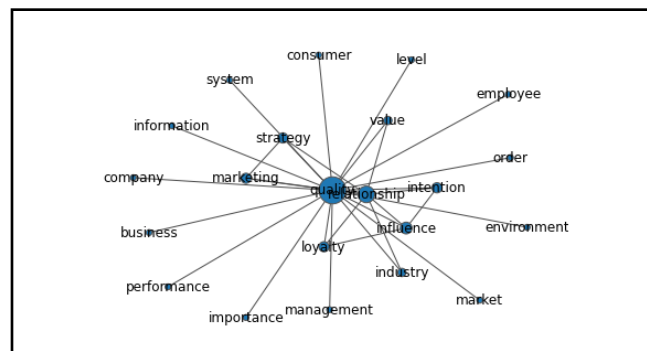 consumer
level
system
employee
value
information
strategy
order
company
marketing
quality
relationship
intention
business
influence
environment
loyalty
industry
performance
market
importance
management